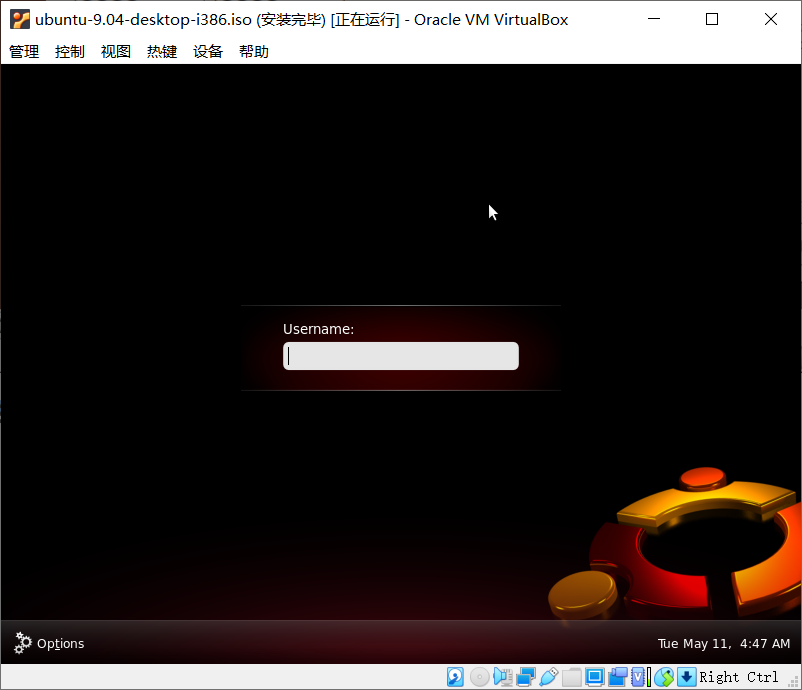 ubuntu-9.04-desktop-i386.iso (安装完毕) [正在运行] - Oracle VM VirtualBox
管理 控制 视图 热键 设备 帮助
Username:
Options Tue May 11, 4:47 AM
Right Ctrl